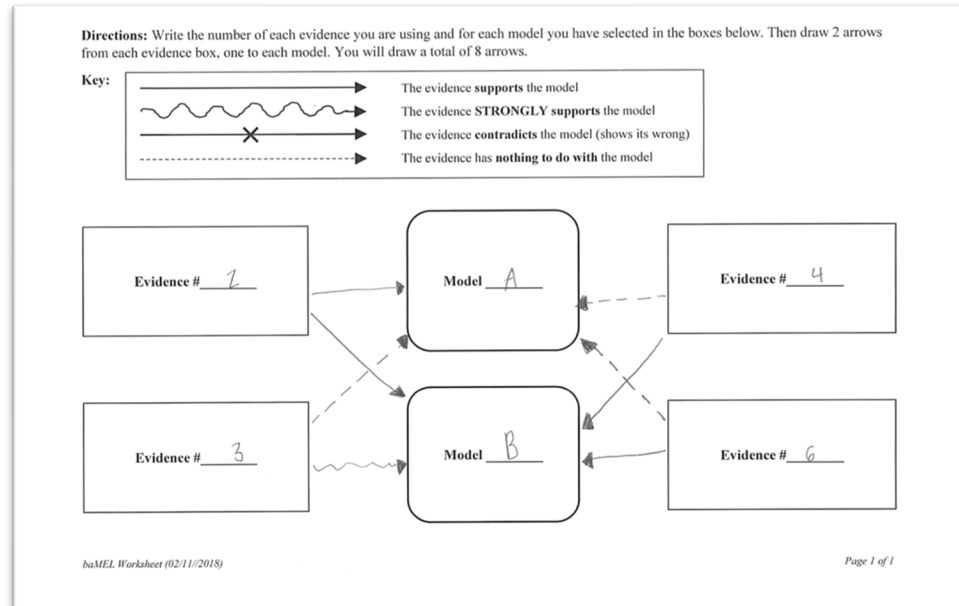 Directions: Write the number of each evidence you are using and for each model you have selected in the boxes below. Then draw 2 arrows
from each evidence box, one to each model. You will draw a total of 8 arrows.
Key:
The evidence supports the model
The evidence STRONGLY supports the model
The evidence contradicts the model (shows its wrong)
The evidence has nothing to do with the model
Evidence #
Model A
Evidence # 4
Evidence # 3
Model B
Evidence # 6
baMEL Worksheet (02/11//2018)
Page 1 of 1